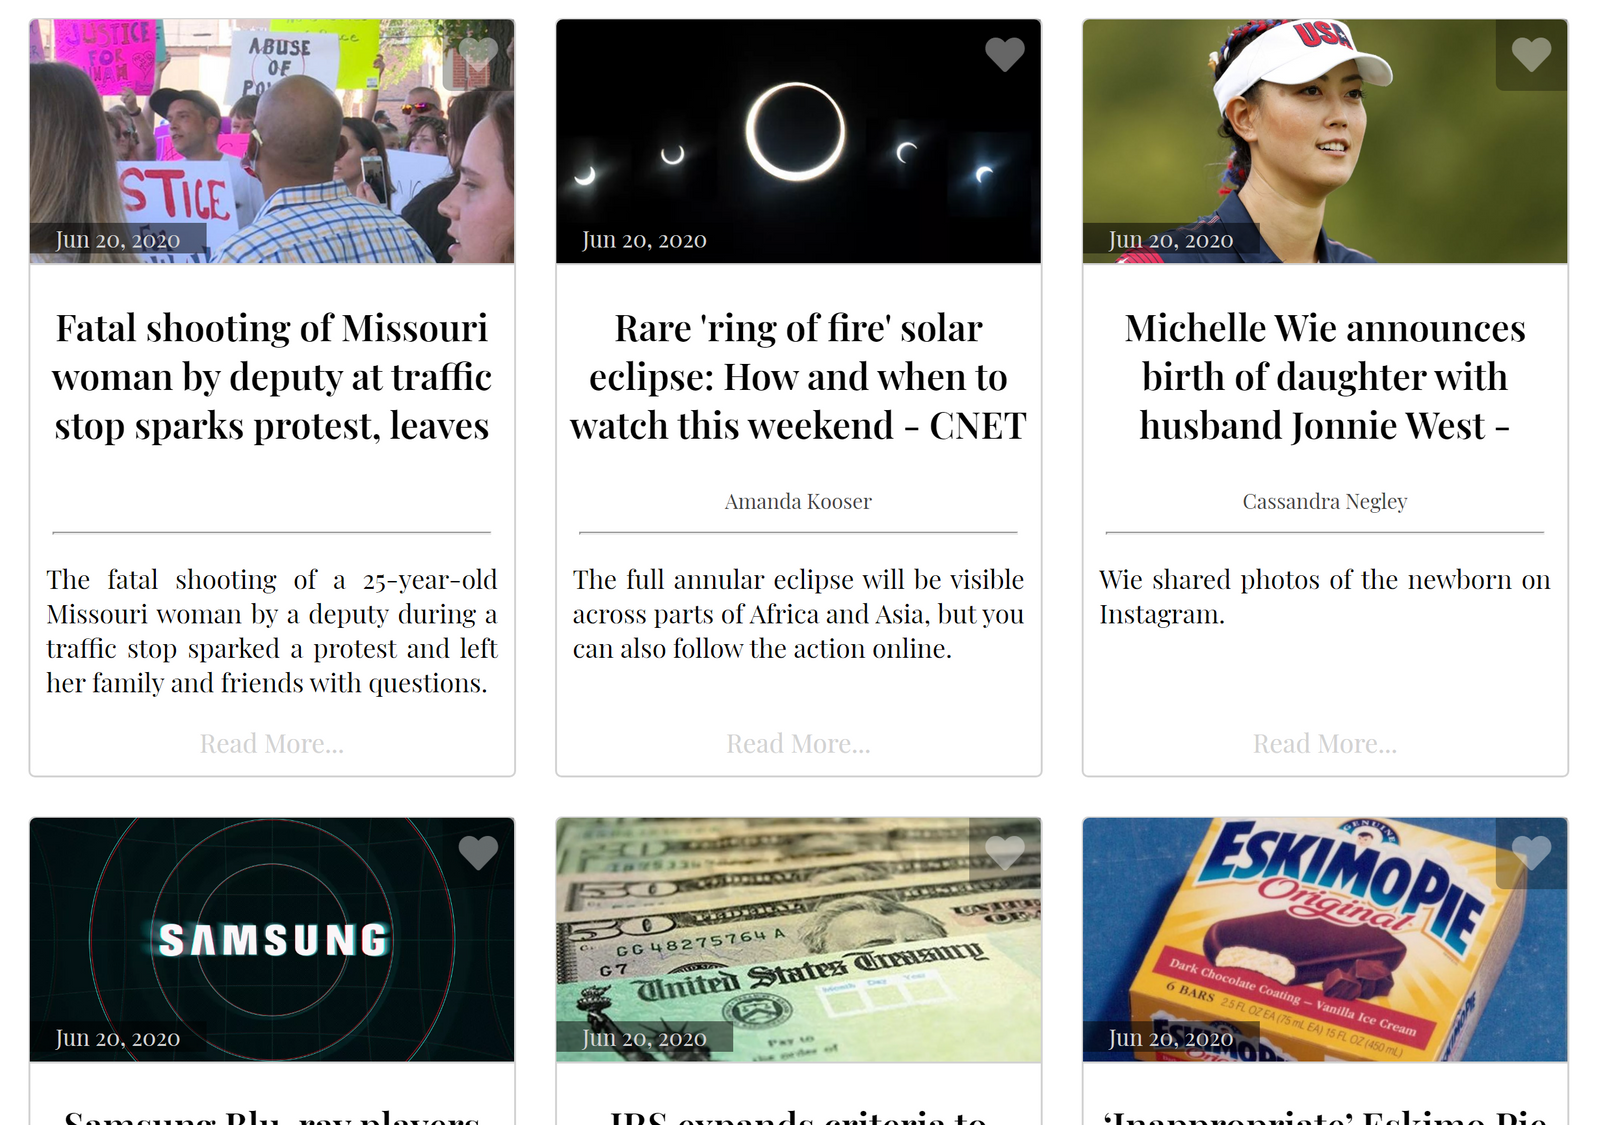 JUSTICE
FOR
ABUSE
OF
STICE
Jun 20, 2020
Fatal shooting of Missouri
woman by deputy at traffic
stop sparks protest, leaves
The fatal shooting of a 25-year-old
Missouri woman by a deputy during a
traffic stop sparked a protest and left
her family and friends with questions.
Read More...
Jun 20, 2020
Rare 'ring of fire' solar
eclipse: How and when to
watch this weekend - CNET
Amanda Kooser
The full annular eclipse will be visible
across parts of Africa and Asia, but you
can also follow the action online.
Read More...
USA
Jun 20, 2020
Michelle Wie announces
birth of daughter with
husband Jonnie West -
Cassandra Negley
Wie shared photos of the newborn on
Instagram.
Read More...
SAMSUNG
Jun 20, 2020
Samsung Blu-ray players
50
50
GG 48275764 A
G7
United States Treasury
Month Day Year
Pay to
the order of
Jun 20, 2020
IRS expands criteria to
GENUINE
ESKIMO PIE
Original
Dark Chocolate Coating – Vanilla Ice Cream
6 BARS 2.5 FL OZ EA (75 mL EA) 15 FL OZ (450 mL)
ESKIMO PIE
Jun 20, 2020
‘Inappropriate’ Eskimo Pie